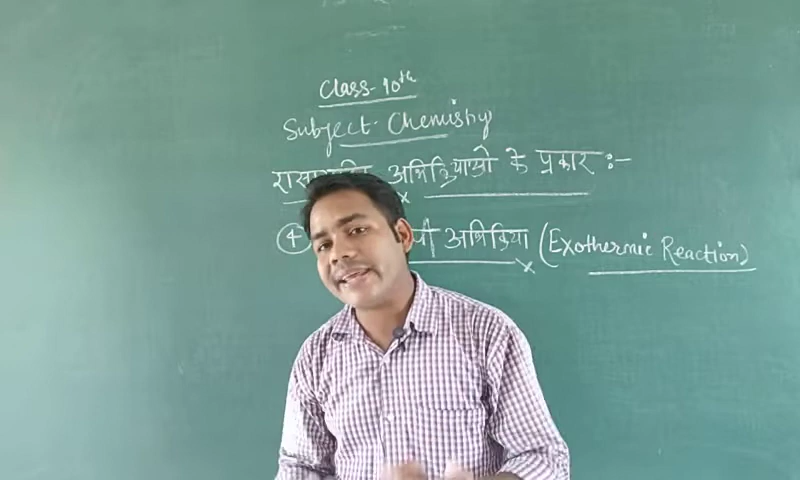 Class-10th
Subject-Chemistry
अभिक्रियाओ के प्रकार :-
④ अभिक्रिया (Exothermic Reaction)